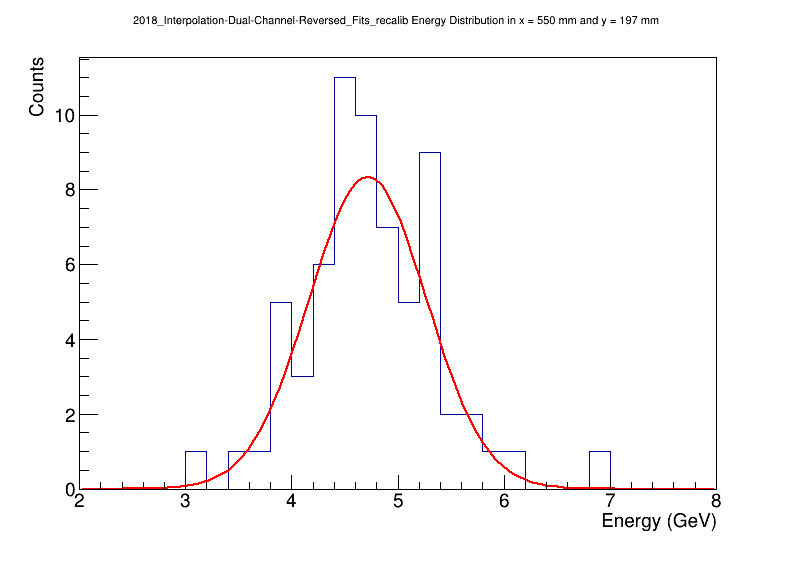 2018_Interpolation-Dual-Channel-Reversed_Fits_recalib Energy Distribution in x = 550 mm and y = 197 mm
Counts
10
8
6
4
2
0
2 3 4 5 6 7 8
Energy (GeV)